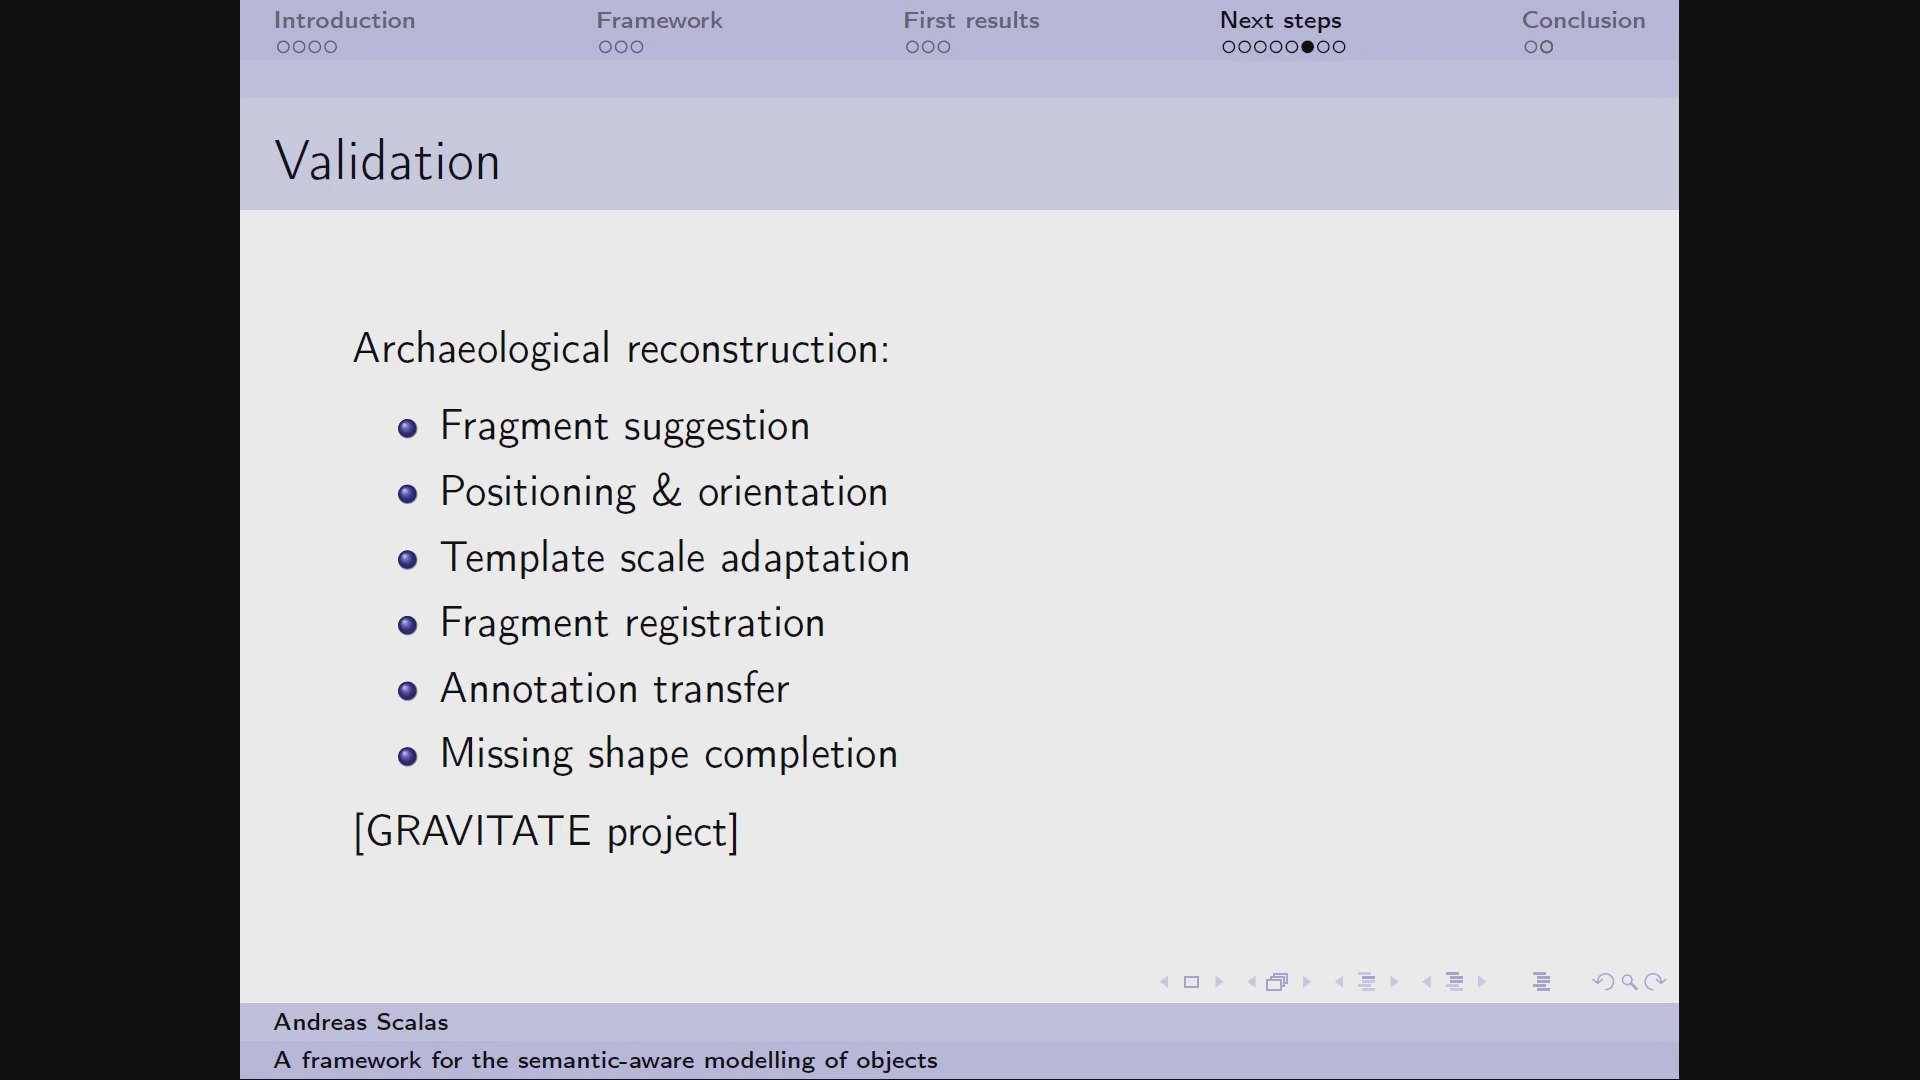 Introduction
Framework
First results
Next steps
Conclusion
Validation
Archaeological reconstruction:
Fragment suggestion
Positioning & orientation
Template scale adaptation
Fragment registration
Annotation transfer
Missing shape completion
[GRAVITATE project]
Andreas Scalas
A framework for the semantic-aware modelling of objects